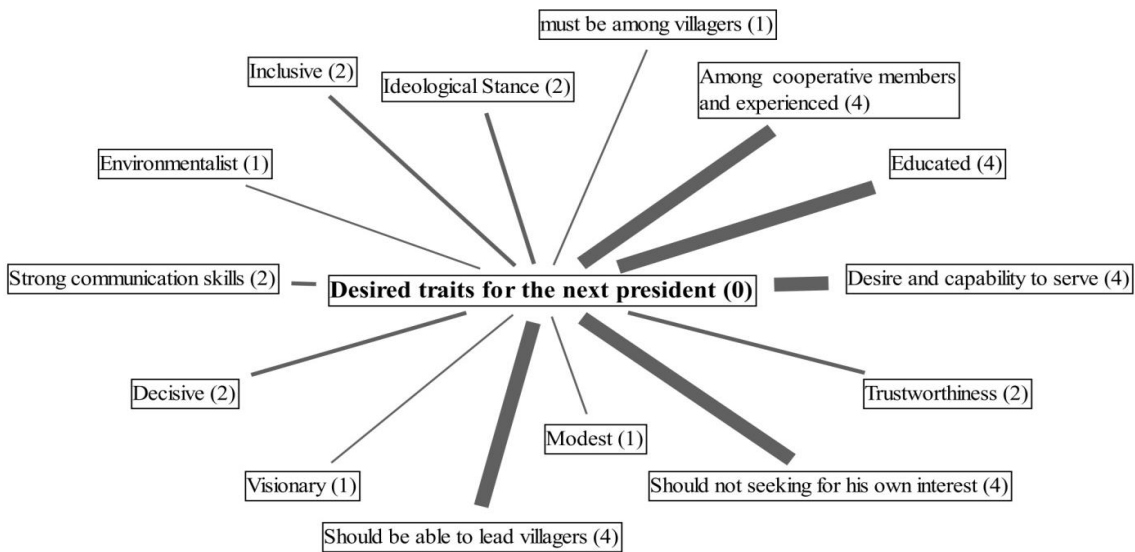 must be among villagers (1)
Inclusive (2)
Ideological Stance (2)
Among cooperative members
and experienced (4)
Environmentalist (1)
Educated (4)
Strong communication skills (2)
Desired traits for the next president (0)
Desire and capability to serve (4)
Decisive (2)
Trustworthiness (2)
Modest (1)
Visionary (1)
Should not seeking for his own interest (4)
Should be able to lead villagers (4)